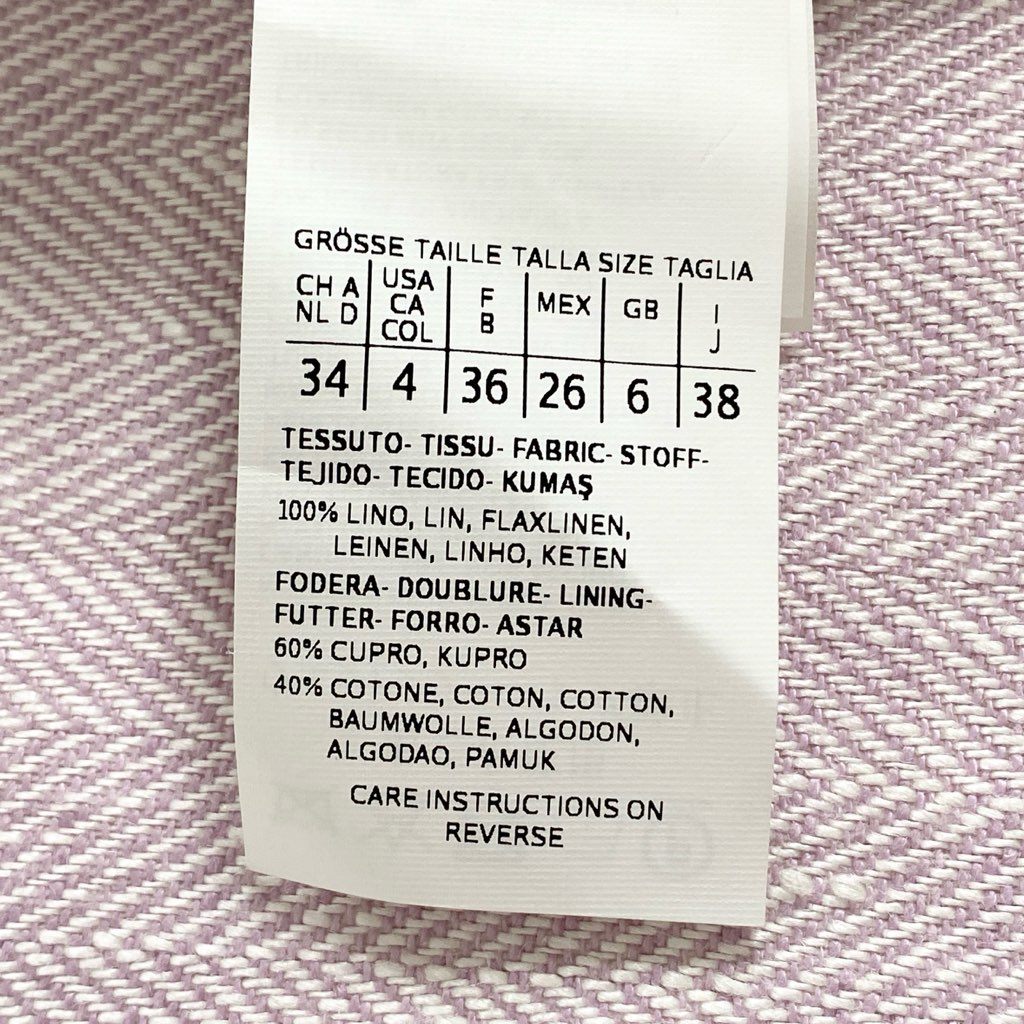 GRÖSSE TAILLE TALLA SIZE TAGLIA
CH A NL D | USA CA COL | F B | MEX | GB | I J
34 | 4 | 36 | 26 | 6 | 38
TESSUTO- TISSU- FABRIC- STOFF-
TEJIDO- TECIDO- KUMAŞ
100% LINO, LIN, FLAXLINEN,
LEINEN, LINHO, KETEN
FODERA- DOUBLURE- LINING-
FUTTER- FORRO- ASTAR
60% CUPRO, KUPRO
40% COTONE, COTON, COTTON,
BAUMWOLLE, ALGODON,
ALGODAO, PAMUK
CARE INSTRUCTIONS ON
REVERSE